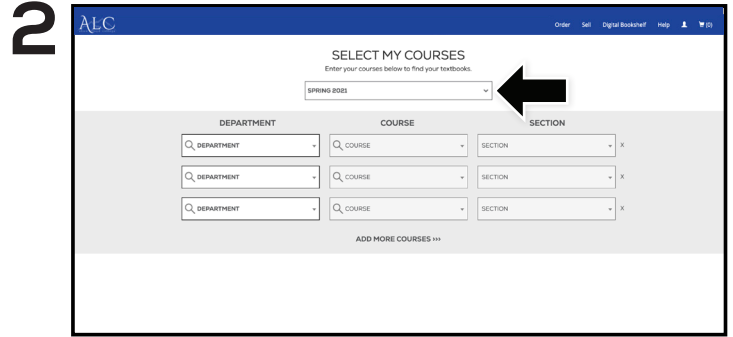 2
ALC
Order Sell Digital Bookshelf Help (0)
SELECT MY COURSES
Enter your courses below to find your textbooks.
SPRING 2021
DEPARTMENT COURSE SECTION
DEPARTMENT COURSE SECTION X
DEPARTMENT COURSE SECTION X
DEPARTMENT COURSE SECTION X
ADD MORE COURSES >>>